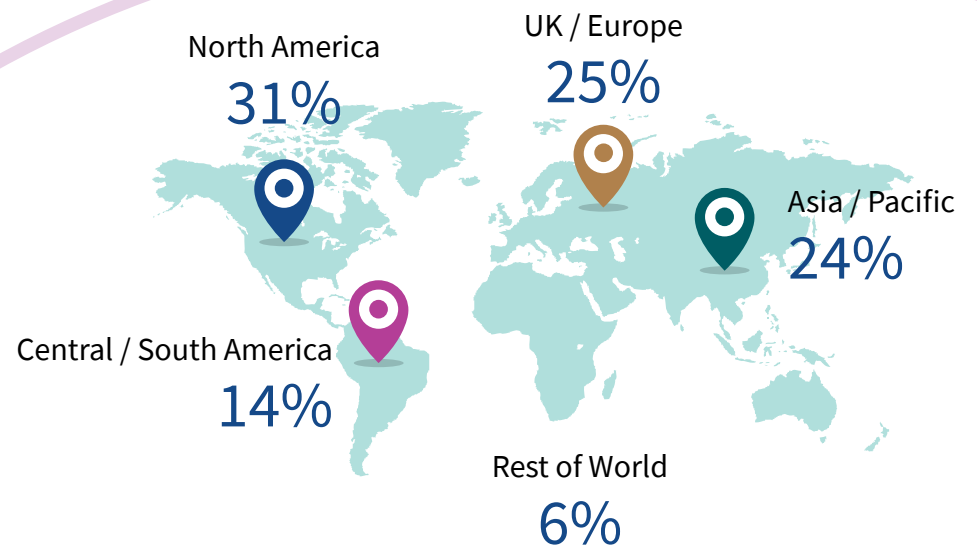 North America
31%
UK / Europe
25%
Asia / Pacific
24%
Central / South America
14%
Rest of World
6%